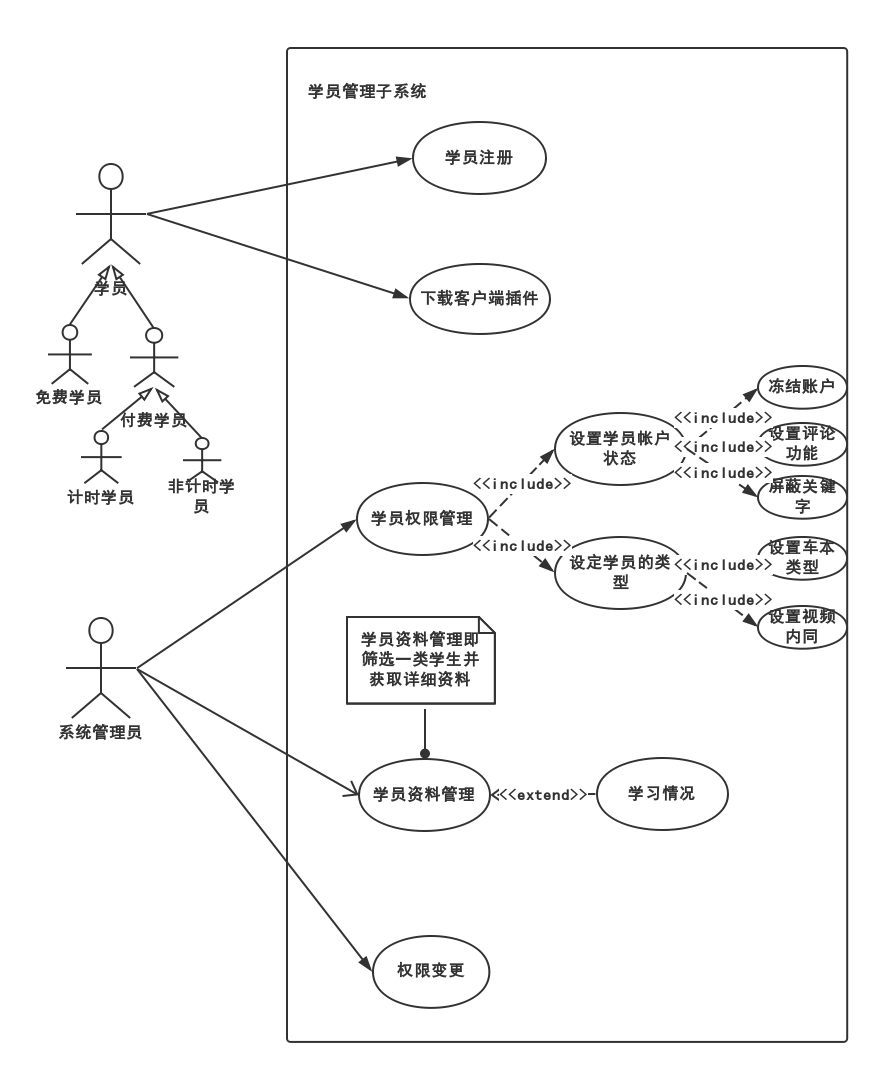 学员管理子系统
学员注册
学员
下载客户端插件
免费学员
付费学员
计时学员
非计时学
员
冻结账户
<<include>>
设置学员帐户
状态
<<include>>
设置评论
功能
<<include>>
屏蔽关键
字
<<include>>
学员权限管理
<<include>>
设定学员的类
型
<<include>>
设置车本
类型
<<include>>
设置视频
内同
学员资料管理即
筛选一类学生并
获取详细资料
系统管理员
学员资料管理
<<extend>>
学习情况
权限变更